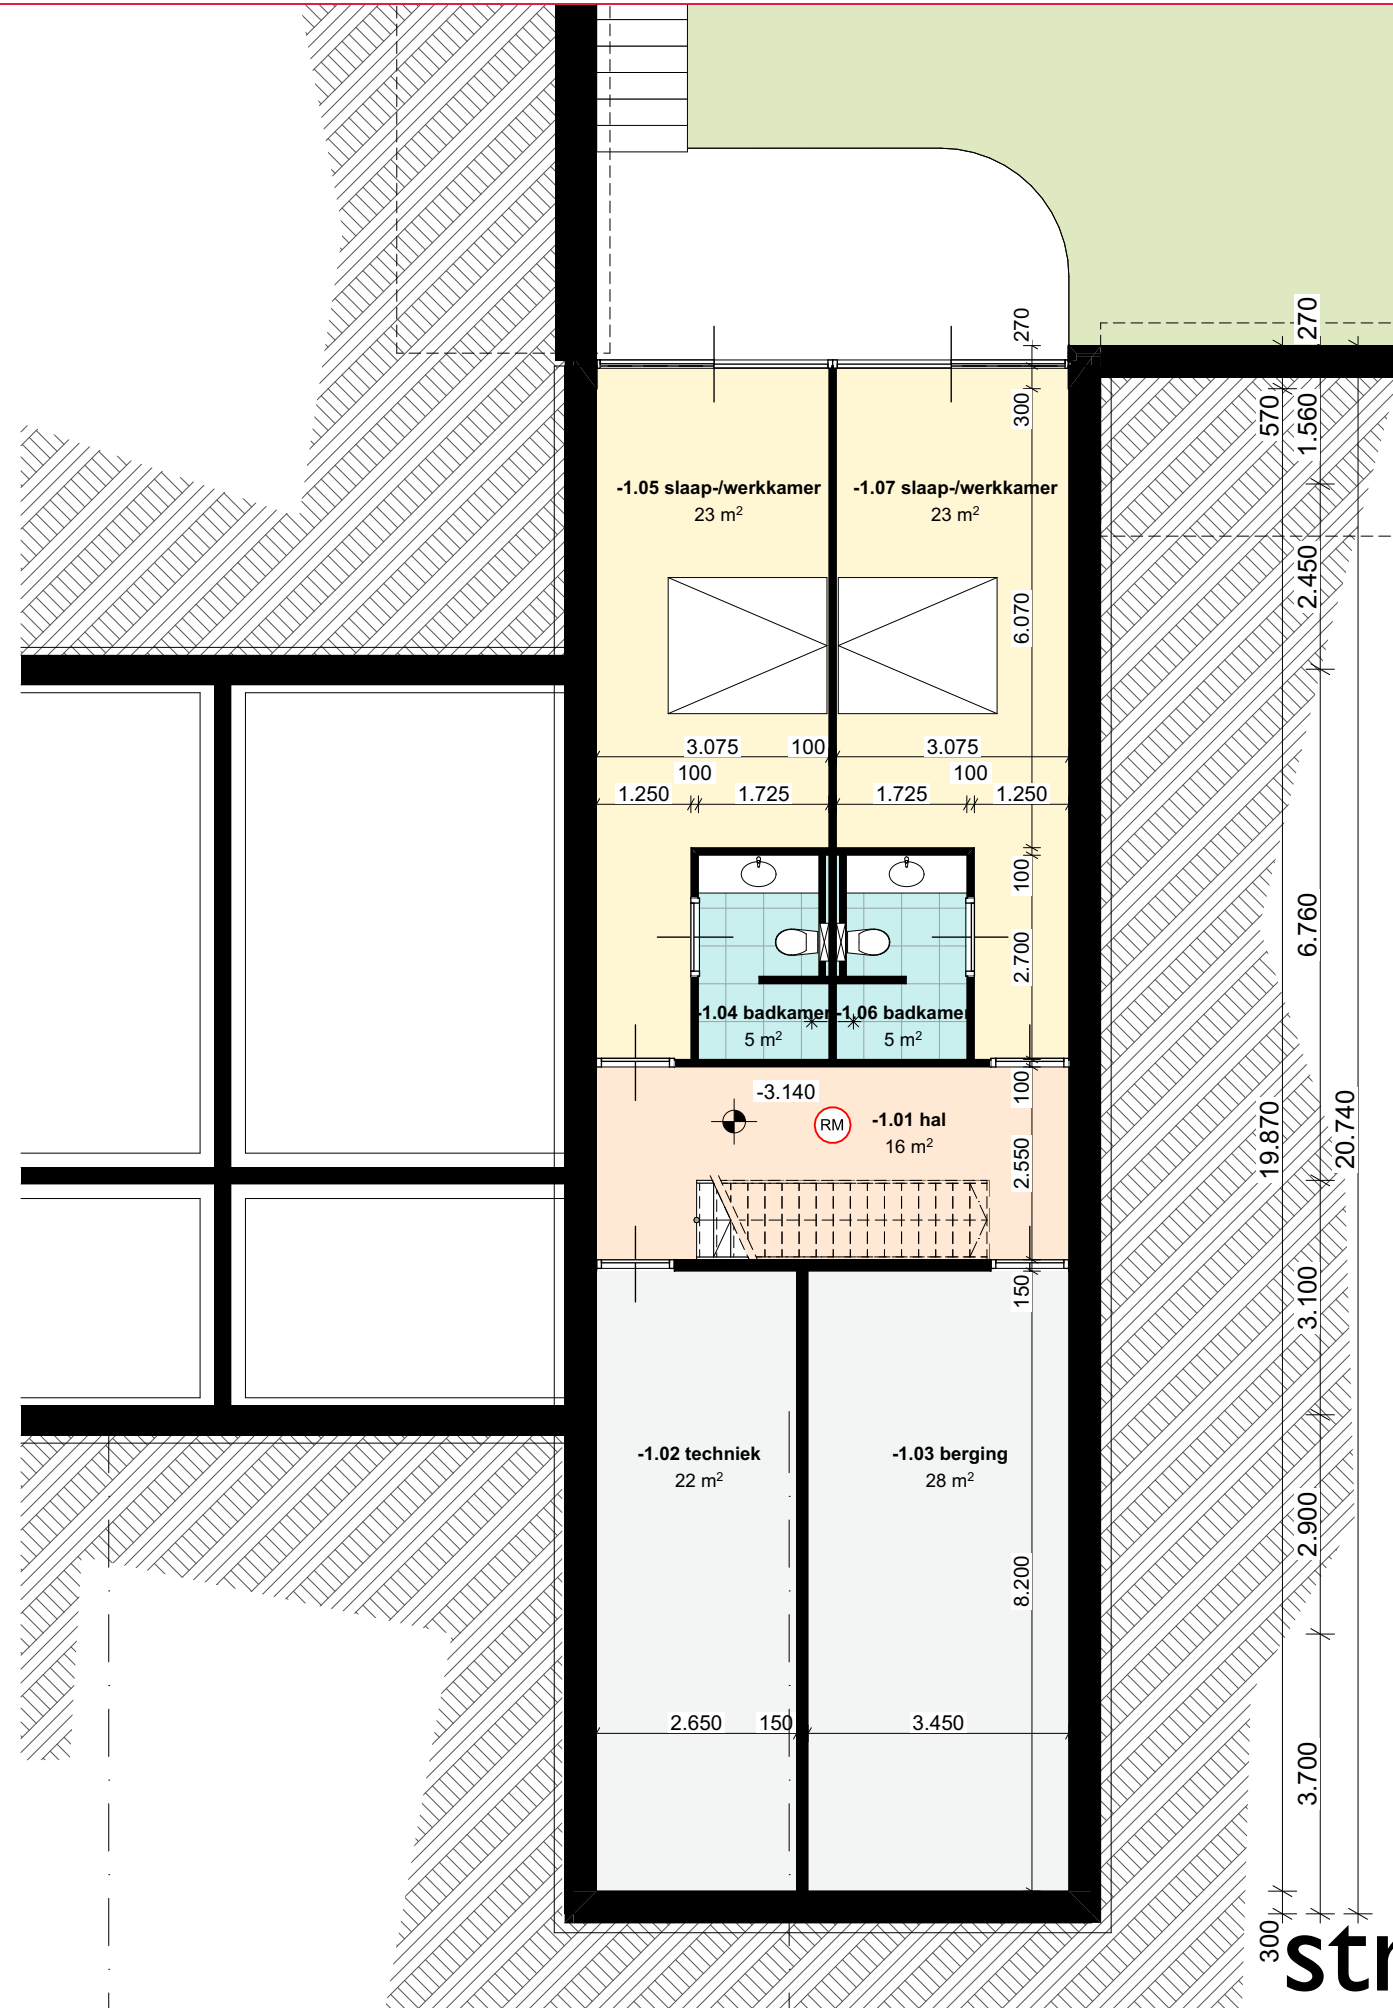 270
270
300
570
1.560
-1.05 slaap-/werkkamer
23 m²
-1.07 slaap-/werkkamer
23 m²
2.450
6.070
3.075
100
3.075
100
100
1.250
1.725
1.725
1.250
100
6.760
2.700
-1.04 badkamer
5 m²
-1.06 badkamer
5 m²
-3.140
100
RM
-1.01 hal
16 m²
2.550
19.870
20.740
150
3.100
-1.02 techniek
22 m²
-1.03 berging
28 m²
2.900
8.200
2.650
150
3.450
3.700
300
str